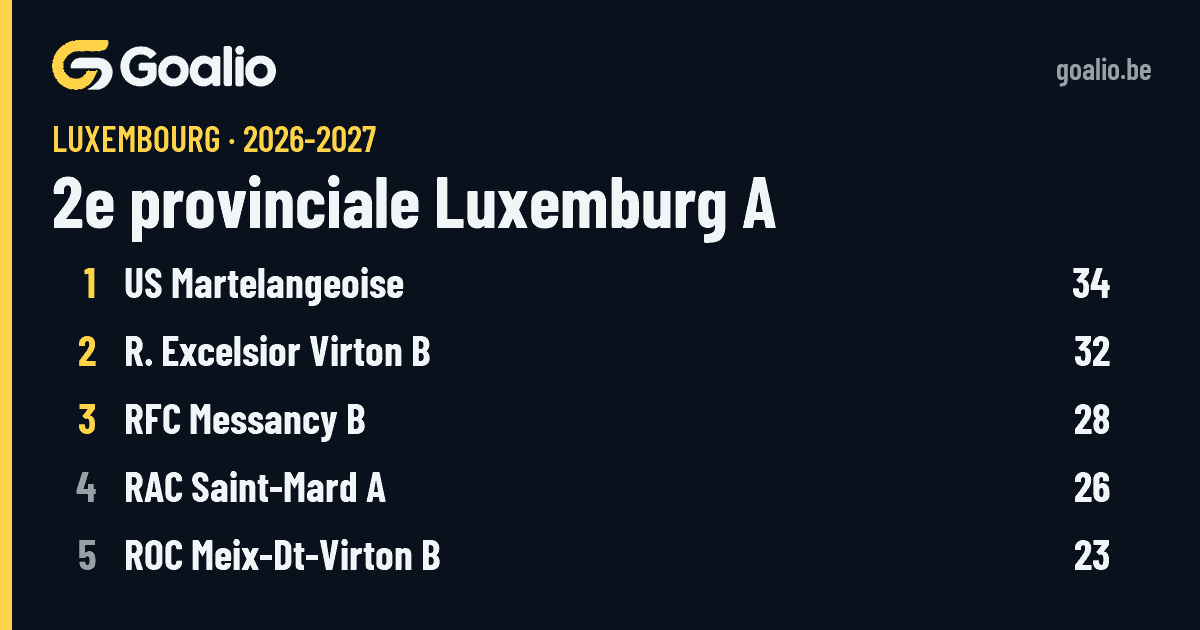 Goalio
goalio.be
LUXEMBOURG · 2026-2027
2e provinciale Luxemburg A
1 US Martelangeoise 34
2 R. Excelsior Virton B 32
3 RFC Messancy B 28
4 RAC Saint-Mard A 26
5 ROC Meix-Dt-Virton B 23